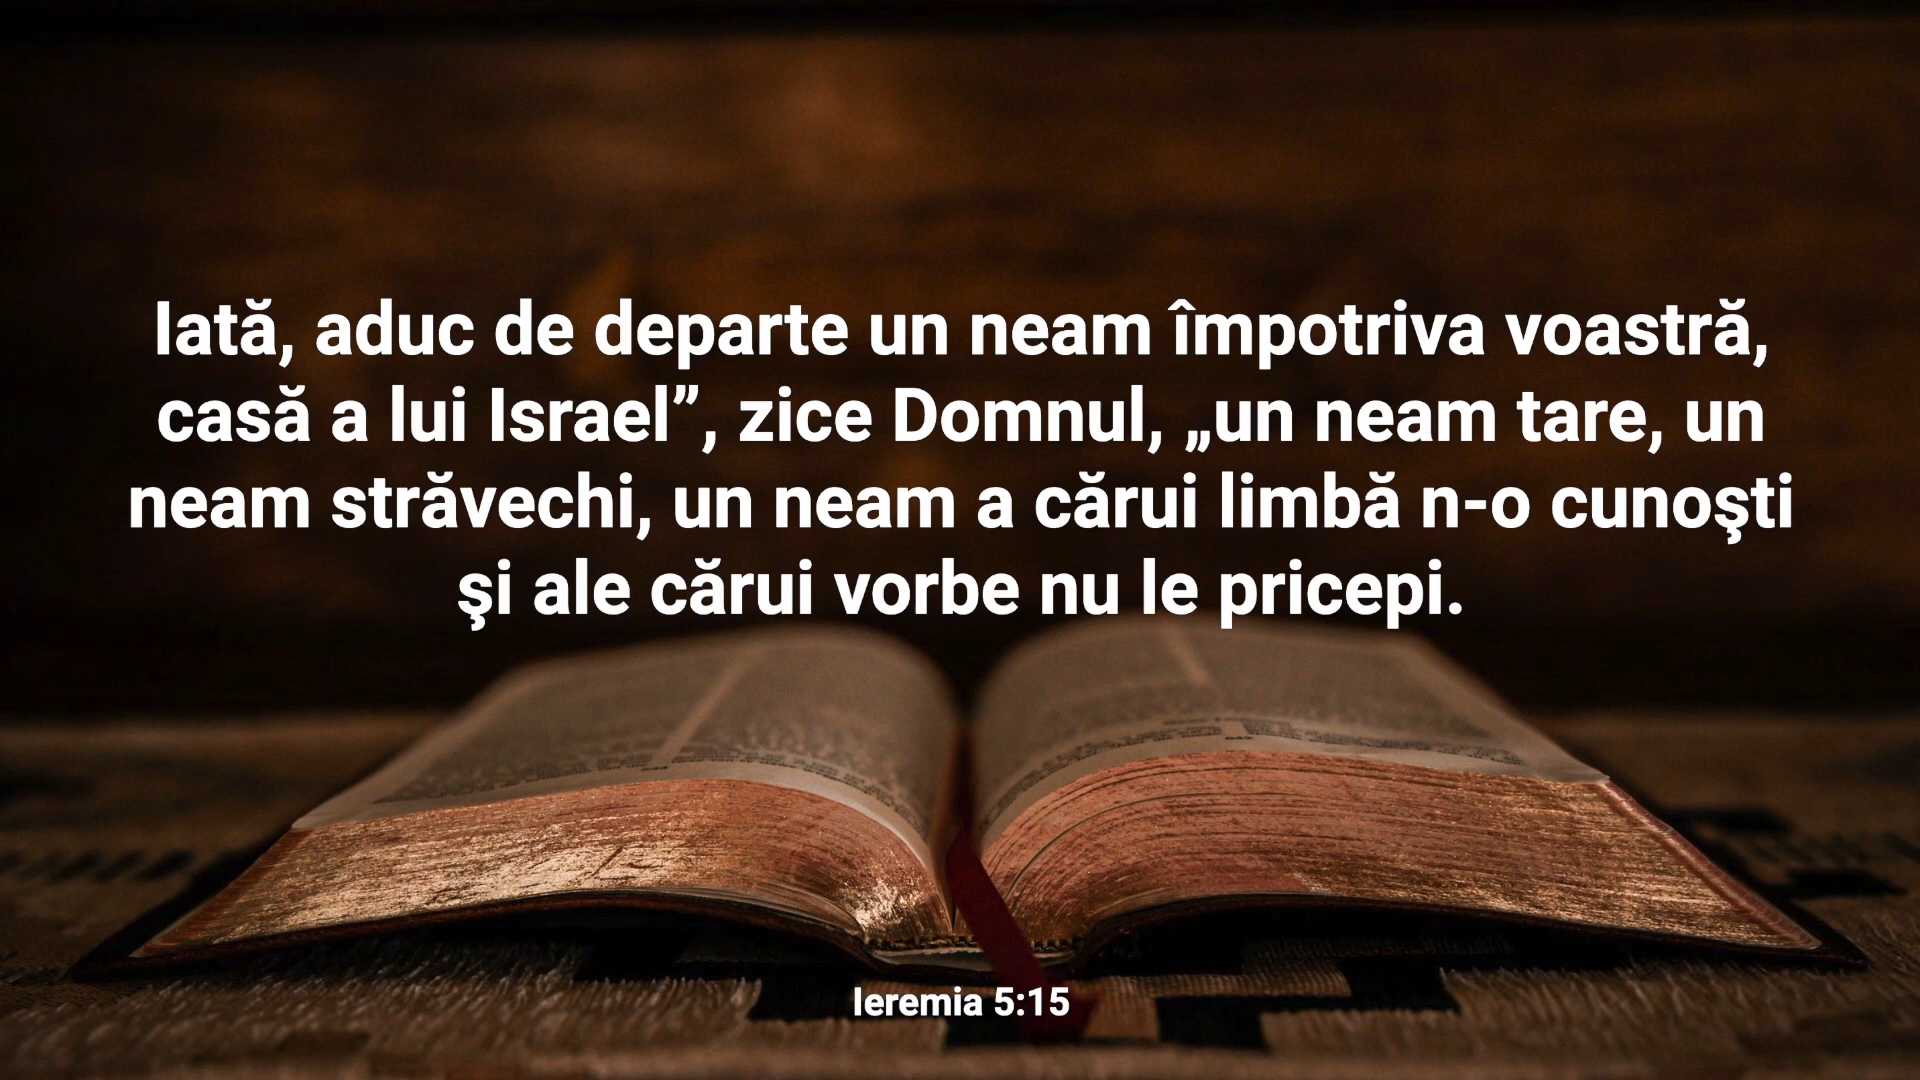 Iată, aduc de departe un neam împotriva voastră,
casă a lui Israel”, zice Domnul, „un neam tare, un
neam străvechi, un neam a cărui limbă n-o cunoşti
şi ale cărui vorbe nu le pricepi.
Ieremia 5:15